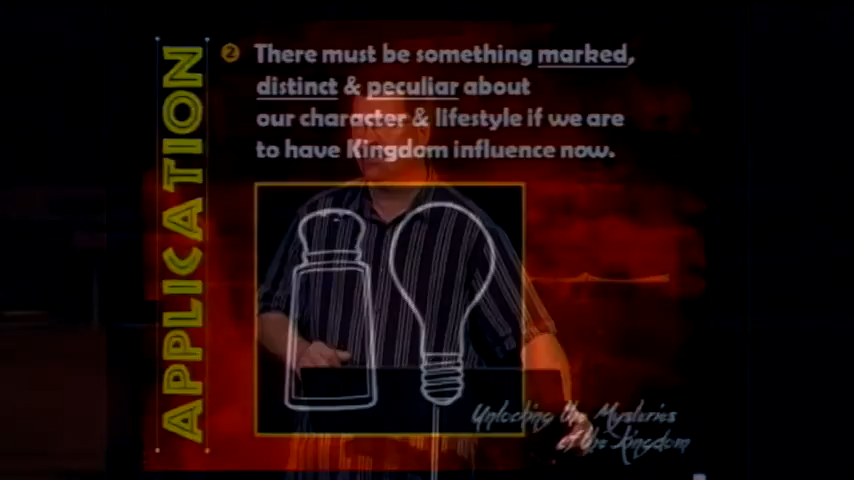 APPLICATION
2 There must be something marked,
distinct & peculiar about
our character & lifestyle if we are
to have Kingdom influence now.
Unlocking the Mysteries
of the kingdom